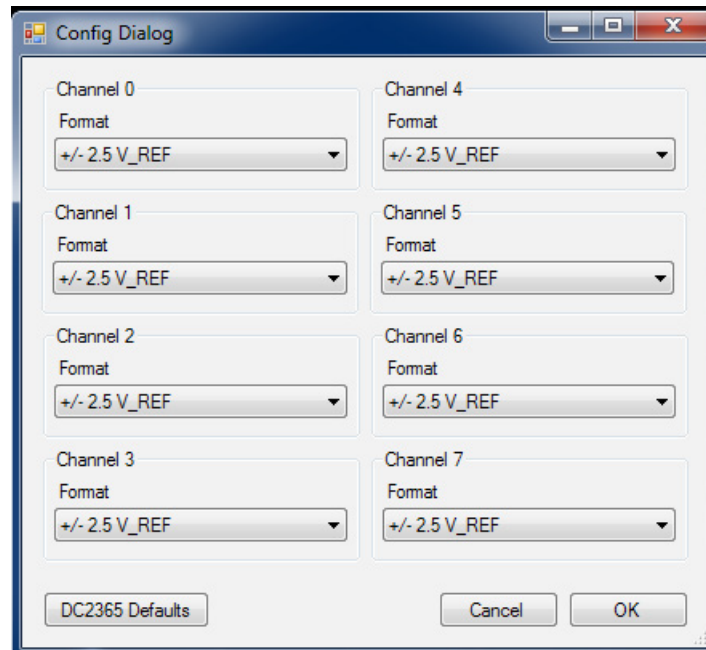 Config Dialog
Channel 0
Format
+/- 2.5 V_REF
Channel 4
Format
+/- 2.5 V_REF
Channel 1
Format
+/- 2.5 V_REF
Channel 5
Format
+/- 2.5 V_REF
Channel 2
Format
+/- 2.5 V_REF
Channel 6
Format
+/- 2.5 V_REF
Channel 3
Format
+/- 2.5 V_REF
Channel 7
Format
+/- 2.5 V_REF
DC2365 Defaults
Cancel
OK